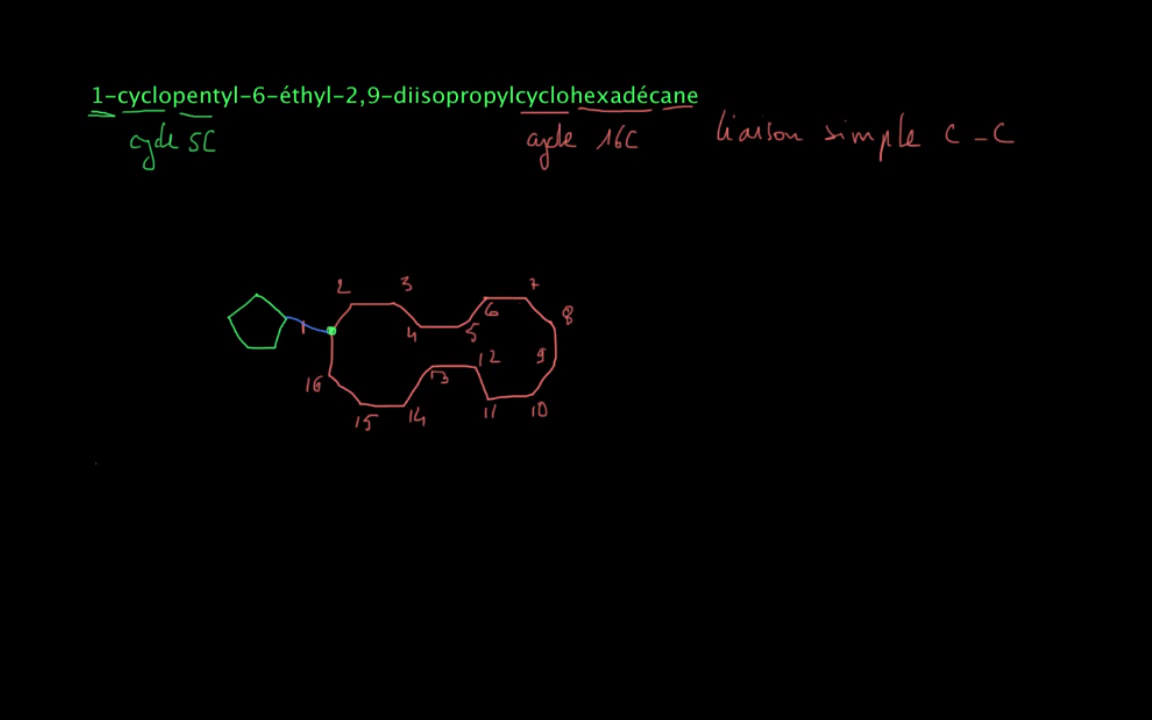 1-cyclopentyl-6-éthyl-2,9-diisopropylcyclohexadécane
cycle 5C cycle 16C liaison simple C-C
2 3 7
6 8
1 4 5
12 9
16 13
15 14 11 10